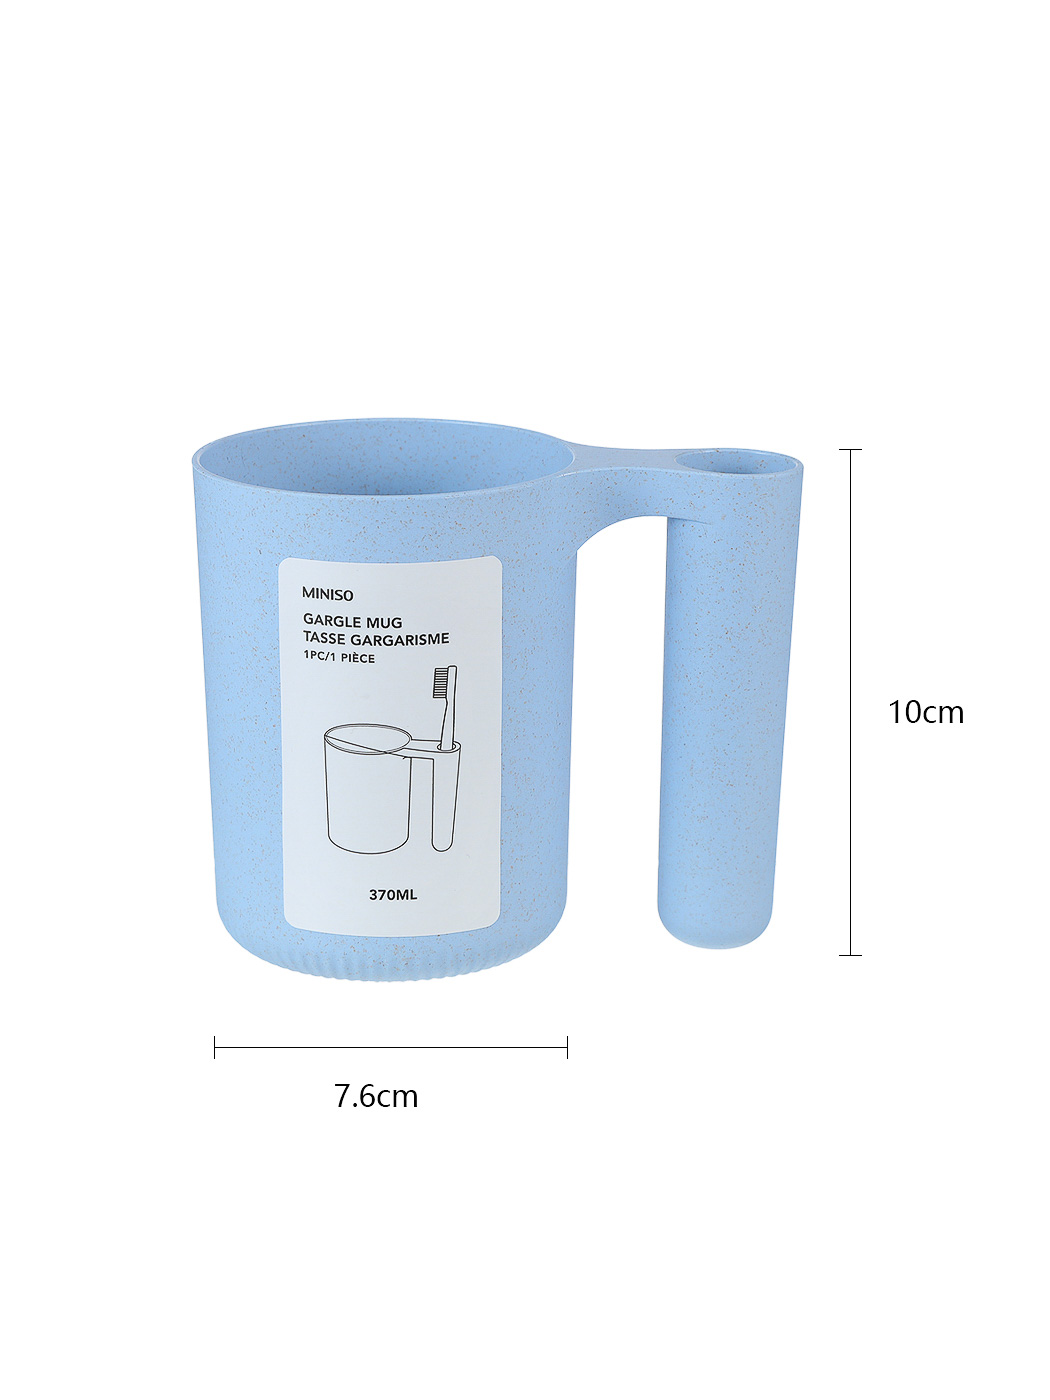 MINISO
GARGLE MUG
TASSE GARGARISME
1PC/1 PIÈCE
370ML
10cm
7.6cm